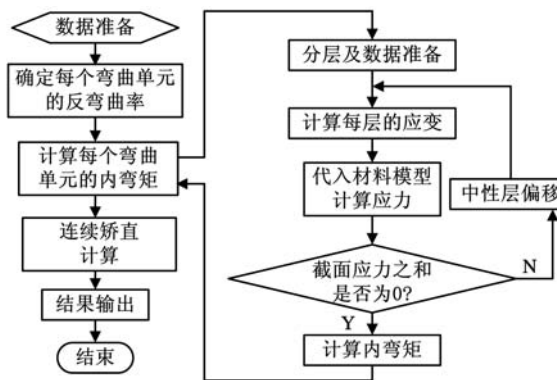 数据准备
确定每个弯曲单元
的反弯曲率
计算每个弯曲
单元的内弯矩
连续矫直
计算
结果输出
结束
分层及数据准备
计算每层的应变
代入材料模型
计算应力
中性层偏移
截面应力之和
是否为0?
N
Y
计算内弯矩